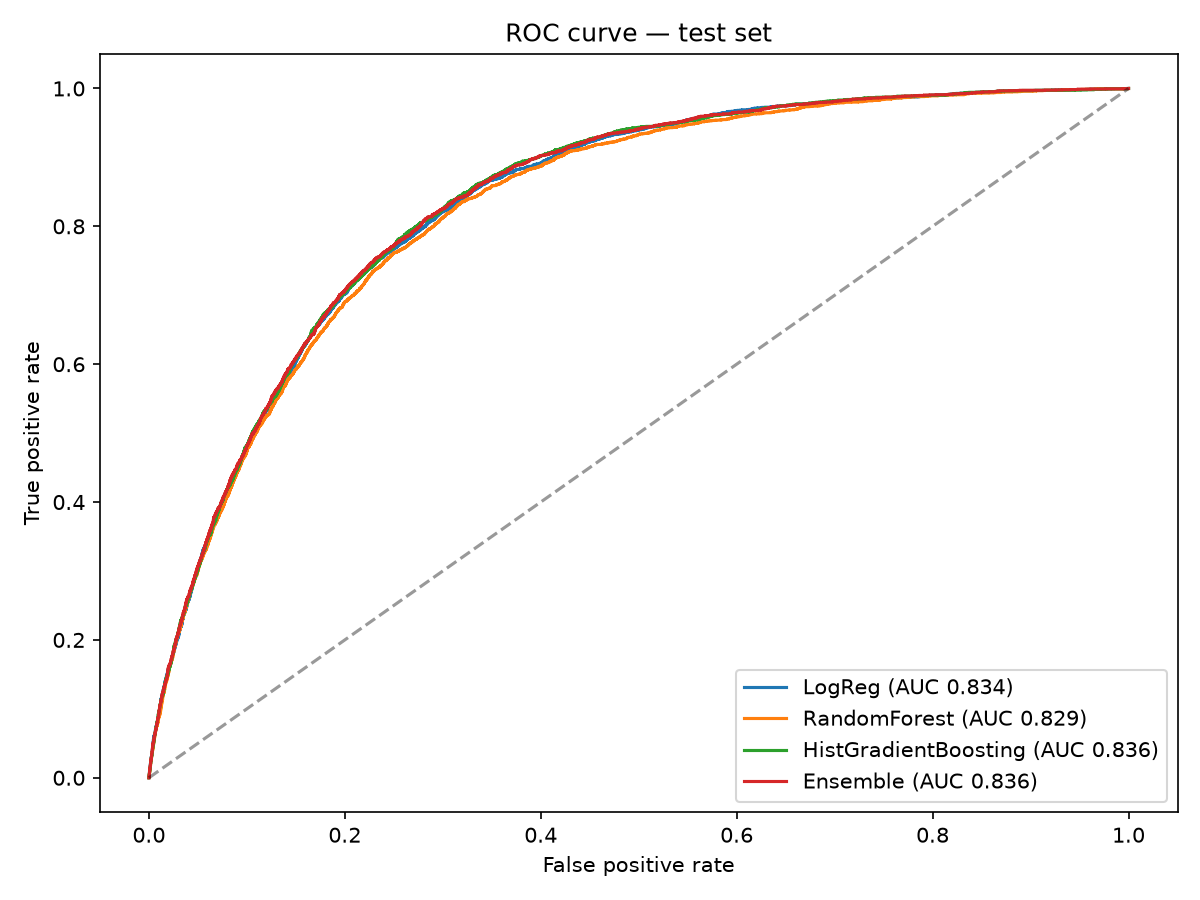 ROC curve — test set
True positive rate
1.0
0.8
0.6
0.4
0.2
0.0
LogReg (AUC 0.834)
RandomForest (AUC 0.829)
HistGradientBoosting (AUC 0.836)
Ensemble (AUC 0.836)
0.0 0.2 0.4 0.6 0.8 1.0
False positive rate